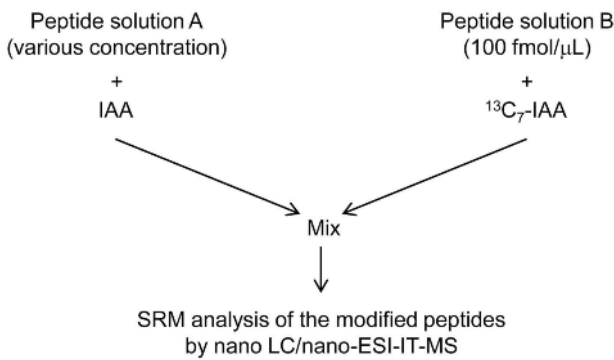 Peptide solution A
(various concentration)
+
IAA
Peptide solution B
(100 fmol/μL)
+
¹³C₇-IAA
Mix
SRM analysis of the modified peptides
by nano LC/nano-ESI-IT-MS